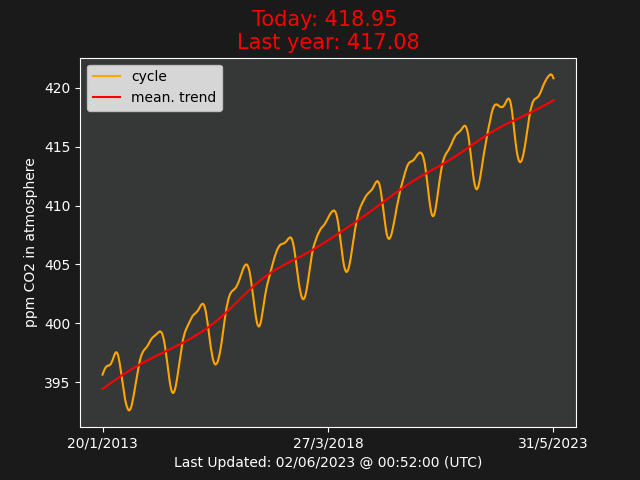 Today: 418.95
Last year: 417.08
cycle
mean. trend
ppm CO2 in atmosphere
420
415
410
405
400
395
20/1/2013
27/3/2018
31/5/2023
Last Updated: 02/06/2023 @ 00:52:00 (UTC)